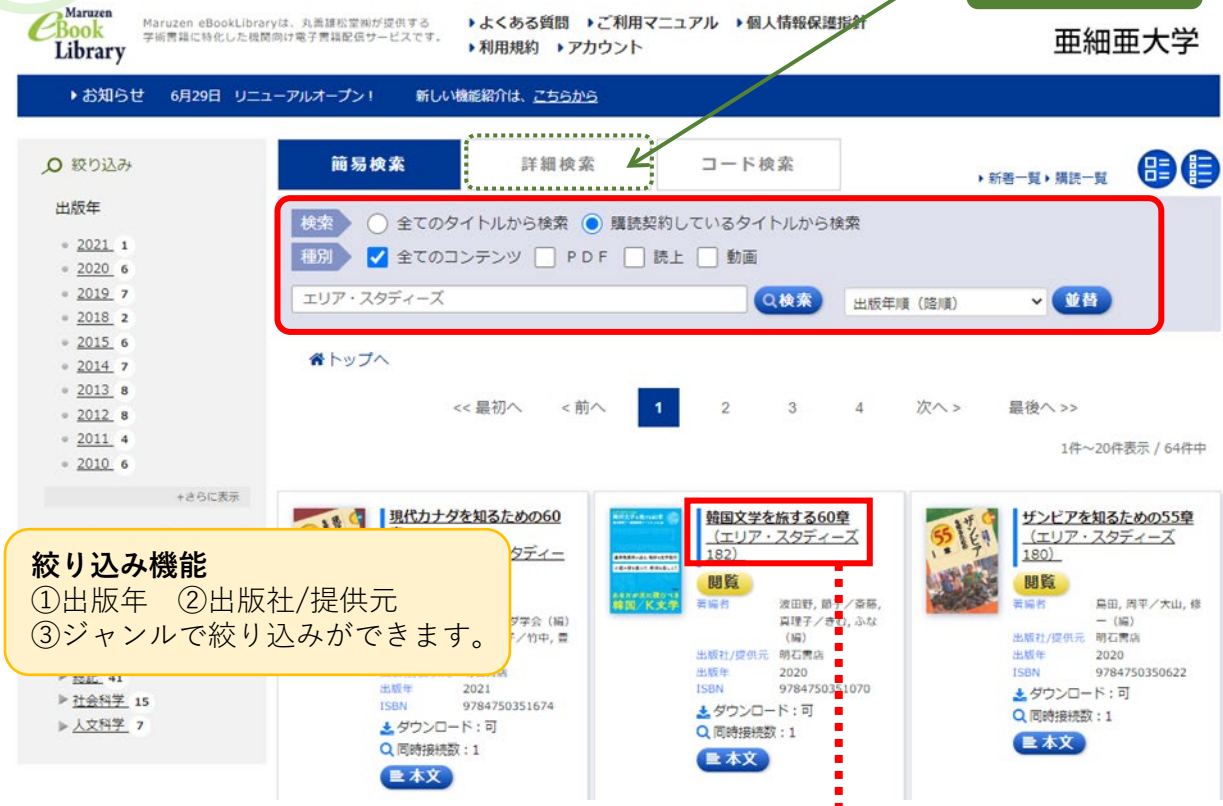 Maruzen
eBook
Library
Maruzen eBookLibraryは、丸善雄松堂㈱が提供する
学術書籍に特化した機関向け電子書籍配信サービスです。
よくある質問 ご利用マニュアル 個人情報保護指針
利用規約 アカウント
亜細亜大学
お知らせ 6月29日 リニューアルオープン! 新しい機能紹介は、こちらから
絞り込み
出版年
2021 1
2020 6
2019 7
2018 2
2015 6
2014 7
2013 8
2012 8
2011 4
2010 6
+さらに表示
簡易検索 詳細検索 コード検索
新着一覧 購読一覧
検索 全てのタイトルから検索 購読契約しているタイトルから検索
種別 全てのコンテンツ PDF 読上 動画
エリア・スタディーズ 検索 出版年順(降順) 並替
トップへ
<< 最初へ < 前へ 1 2 3 4 次へ > 最後へ >>
1件~20件表示 / 64件中
絞り込み機能
①出版年 ②出版社/提供元
③ジャンルで絞り込みができます。
総記 41
社会科学 15
人文科学 7
現代カナダを知るための60
タディー
ダ学会(編)
/竹中, 豊
出版年 2021
ISBN 9784750351674
ダウンロード:可
同時接続数:1
本文
韓国/K文学
韓国文学を旅する60章
(エリア・スタディーズ
182)
閲覧
著編者 波田野, 節子/斎藤,
真理子/きむ, ふな
(編)
出版社/提供元 明石書店
出版年 2020
ISBN 9784750351070
ダウンロード:可
同時接続数:1
本文
ザンビア
55
章
ザンビアを知るための55章
(エリア・スタディーズ
180)
閲覧
著編者 島田, 周平/大山, 修
一(編)
出版社/提供元 明石書店
出版年 2020
ISBN 9784750350622
ダウンロード:可
同時接続数:1
本文